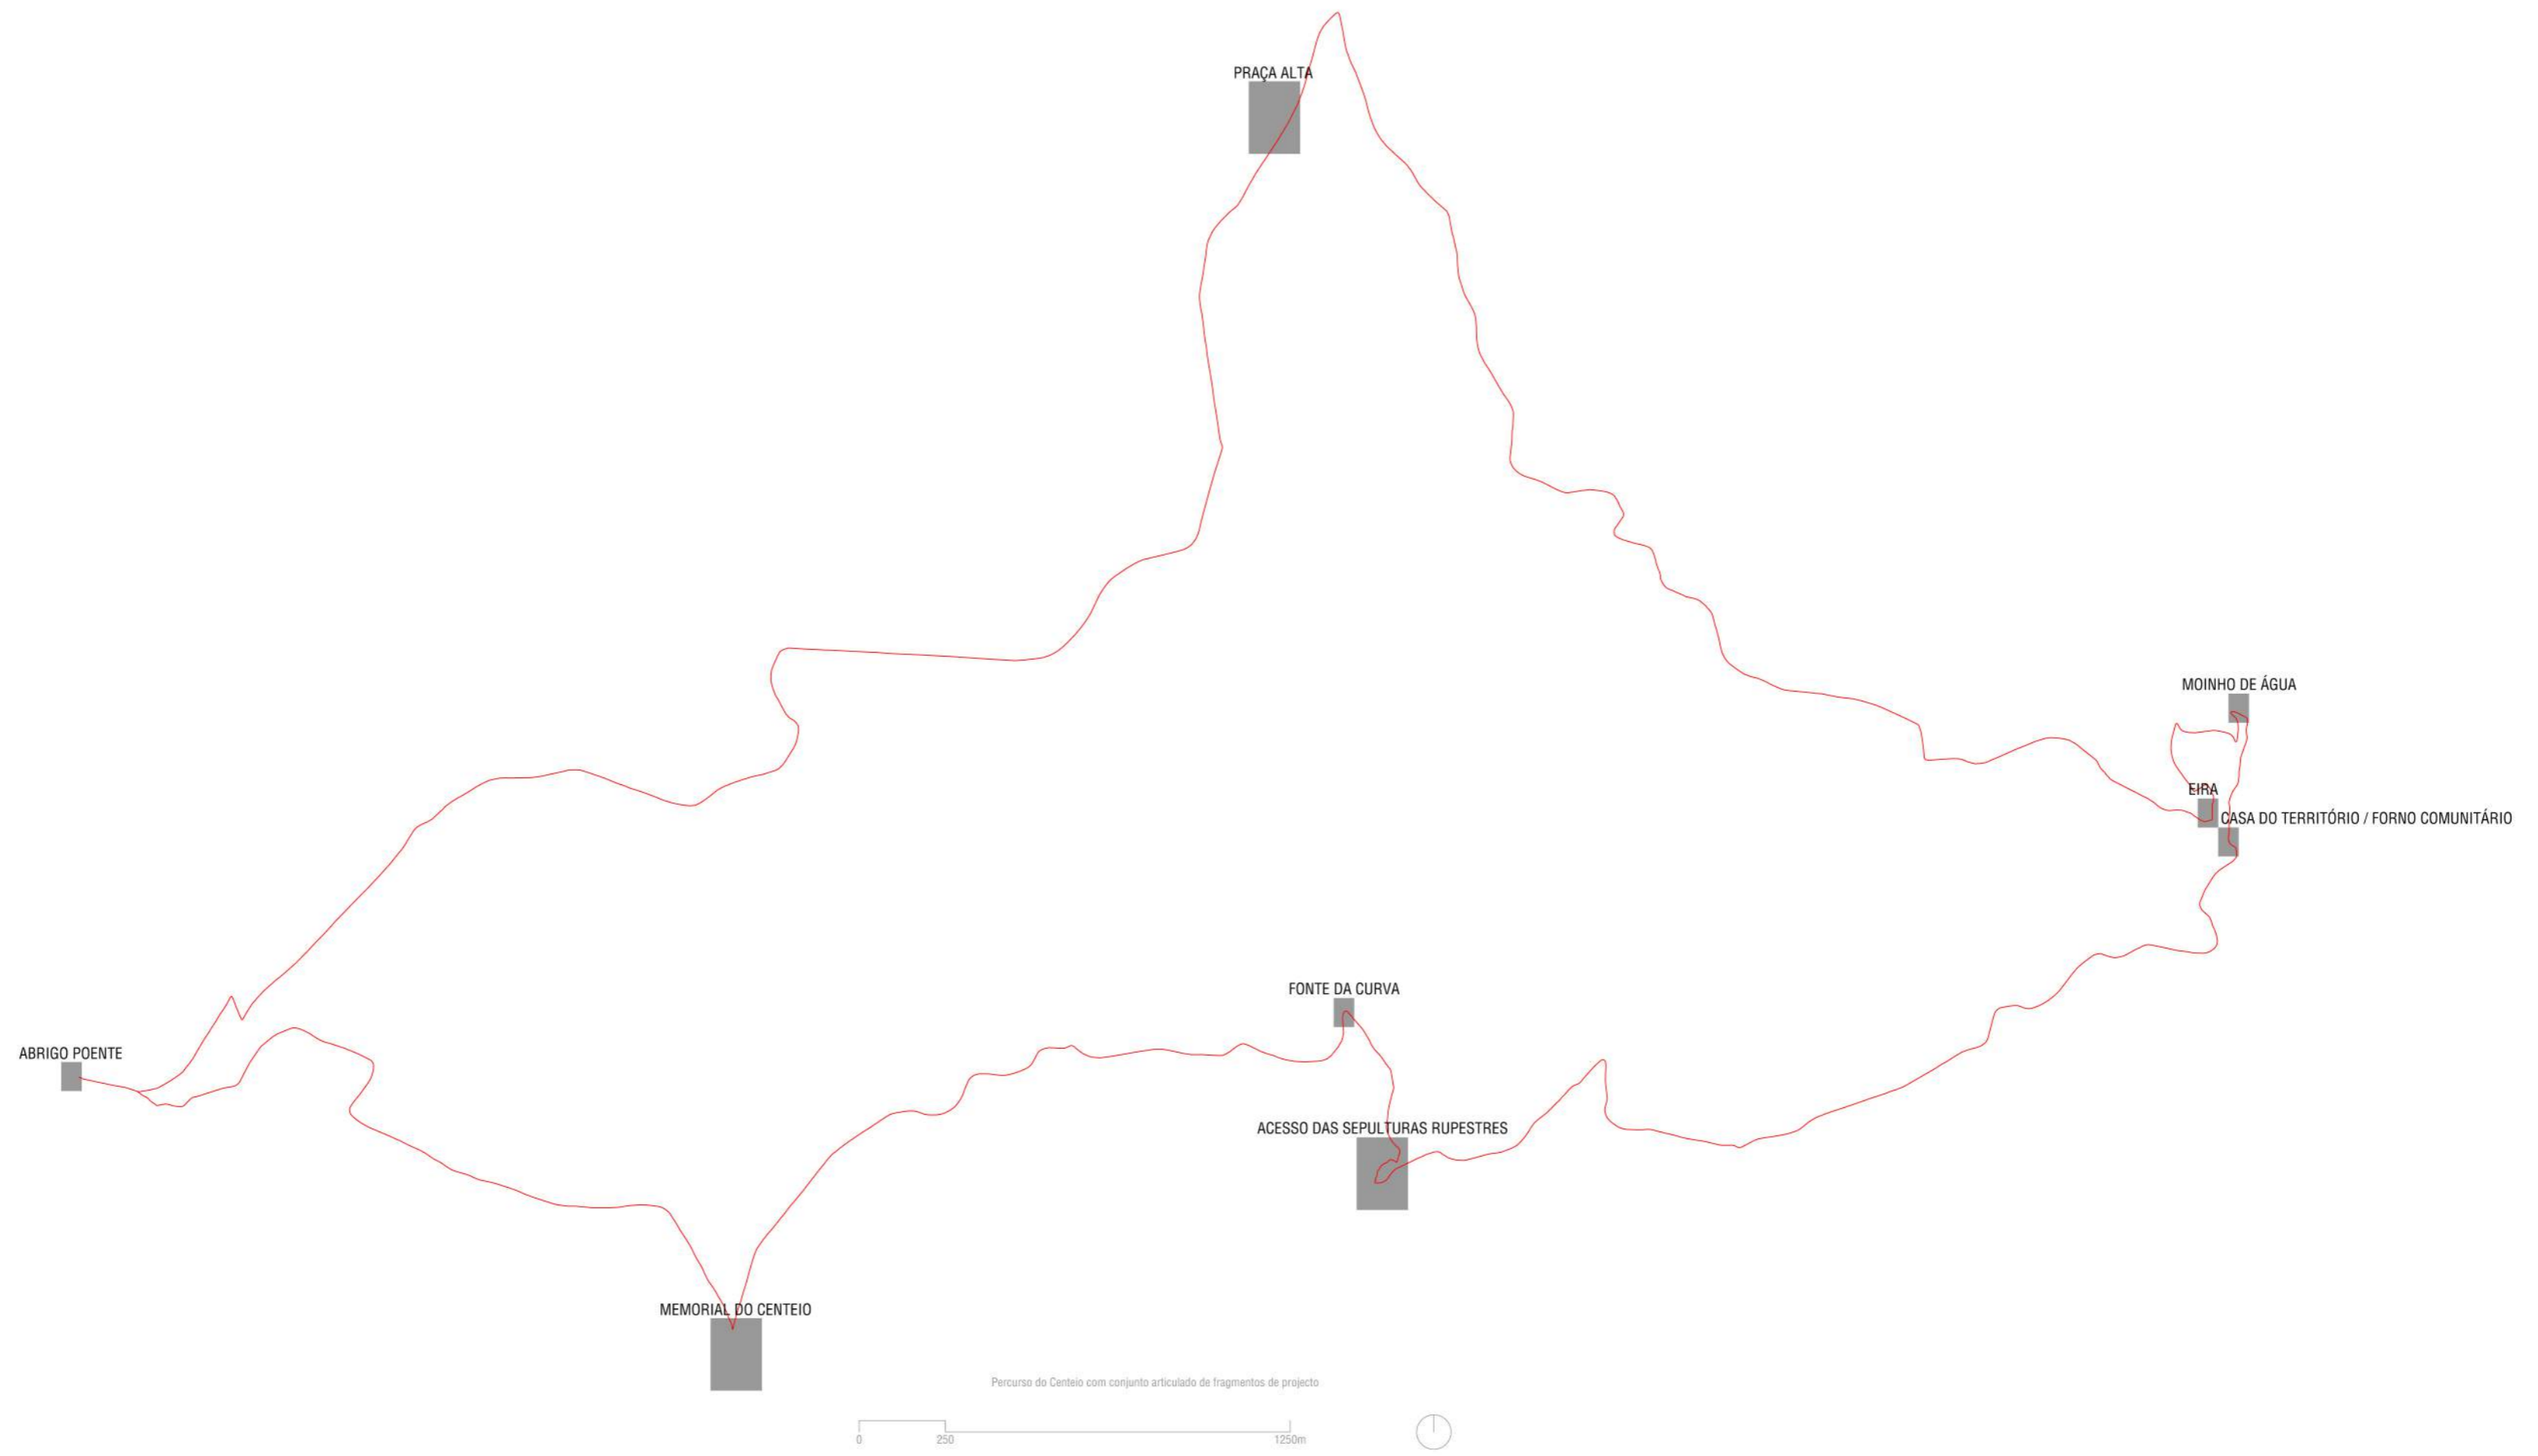 PRAÇA ALTA
MOINHO DE ÁGUA
EIRA
CASA DO TERRITÓRIO / FORNO COMUNITÁRIO
FONTE DA CURVA
ABRIGO POENTE
ACESSO DAS SEPULTURAS RUPESTRES
MEMORIAL DO CENTEIO
Percurso do Centeio com conjunto articulado de fragmentos de projecto
0 250 1250m